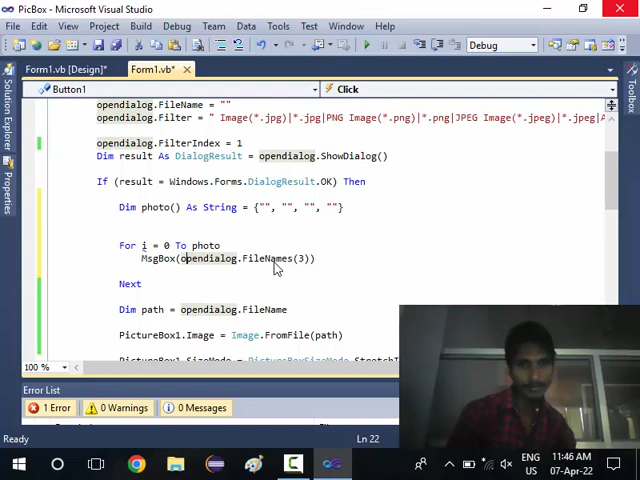 PicBox - Microsoft Visual Studio
File Edit View Project Build Debug Team Data Tools Test Window Help
Debug
Form1.vb [Design]* Form1.vb*
Button1 Click
Solution Explorer
Properties
Toolbox
opendialog.FileName = ""
opendialog.Filter = " Image(*.jpg)|*.jpg|PNG Image(*.png)|*.png|JPEG Image(*.jpeg)|*.jpeg|A
opendialog.FilterIndex = 1
Dim result As DialogResult = opendialog.ShowDialog()
If (result = Windows.Forms.DialogResult.OK) Then
Dim photo() As String = {"", "", "", ""}
For i = 0 To photo
MsgBox(opendialog.FileNames(3))
Next
Dim path = opendialog.FileName
PictureBox1.Image = Image.FromFile(path)
PictureBox1.SizeMode = PictureBoxSizeMode.StretchI
100 %
Error List
1 Error 0 Warnings 0 Messages
Ready Ln 22
ENG
US
11:46 AM
07-Apr-22